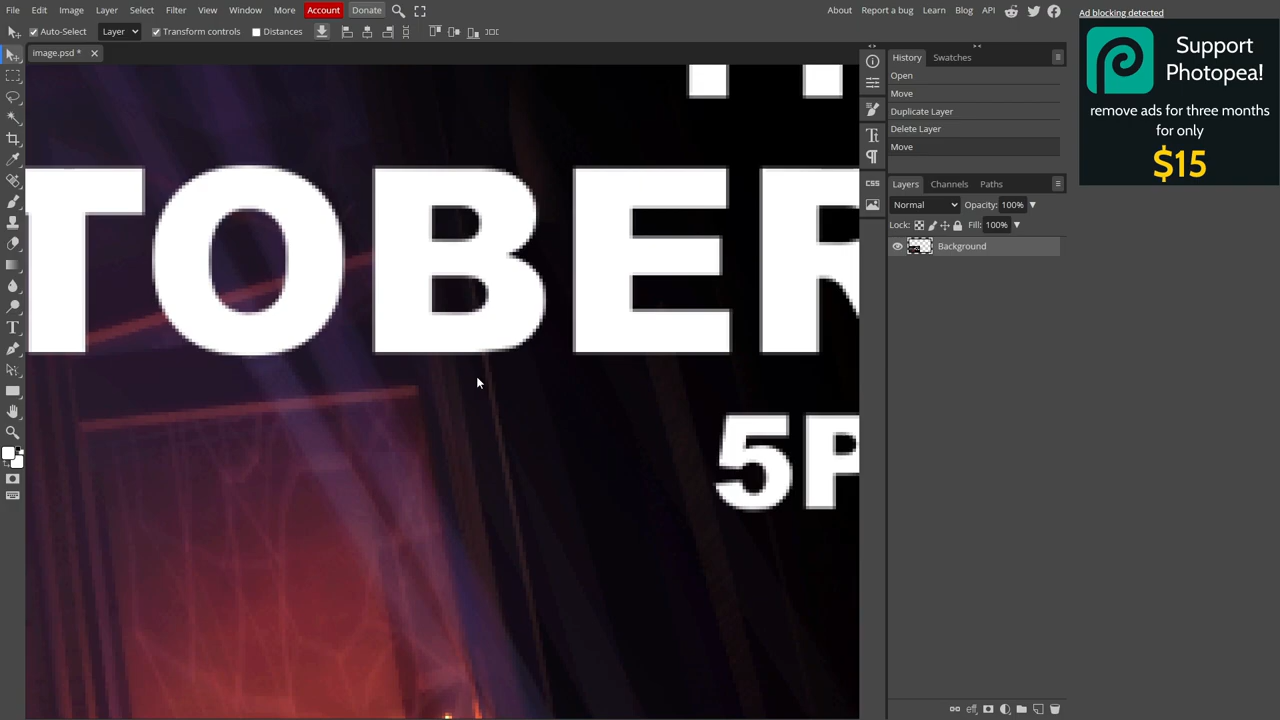 File Edit Image Layer Select Filter View Window More Account Donate About Report a bug Learn Blog API
Ad blocking detected
Auto-Select Layer Transform controls Distances
Support Photopea!
remove ads for three months for only
$15
image.psd *
History Swatches
Open
Move
Duplicate Layer
Delete Layer
Move
Layers Channels Paths
Normal Opacity: 100%
Lock: Fill: 100%
Background
CSS
TOBER
5P
eff